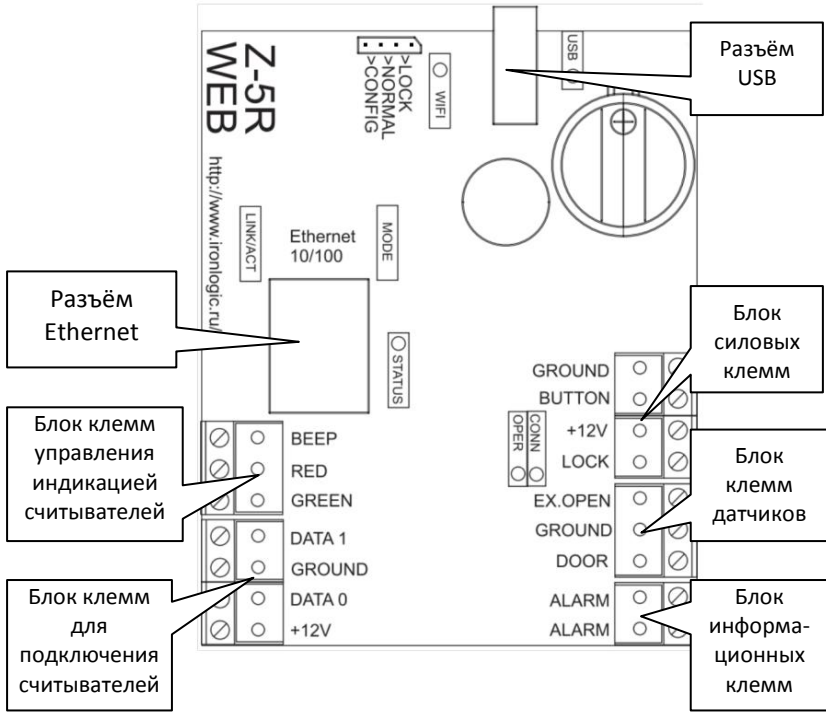 Z-5R
WEB
http://www.ironlogic.ru/
>LOCK
>NORMAL
>CONFIG
WIFI
USB
Разъём
USB
LINK/ACT
Ethernet
10/100
MODE
STATUS
Разъём
Ethernet
Блок
силовых
клемм
GROUND
BUTTON
+12V
LOCK
CONN
OPER
Блок клемм
управления
индикацией
считывателей
BEEP
RED
GREEN
Блок
клемм
датчиков
EX.OPEN
GROUND
DOOR
DATA 1
GROUND
DATA 0
+12V
Блок клемм
для
подключения
считывателей
ALARM
ALARM
Блок
информа-
ционных
клемм